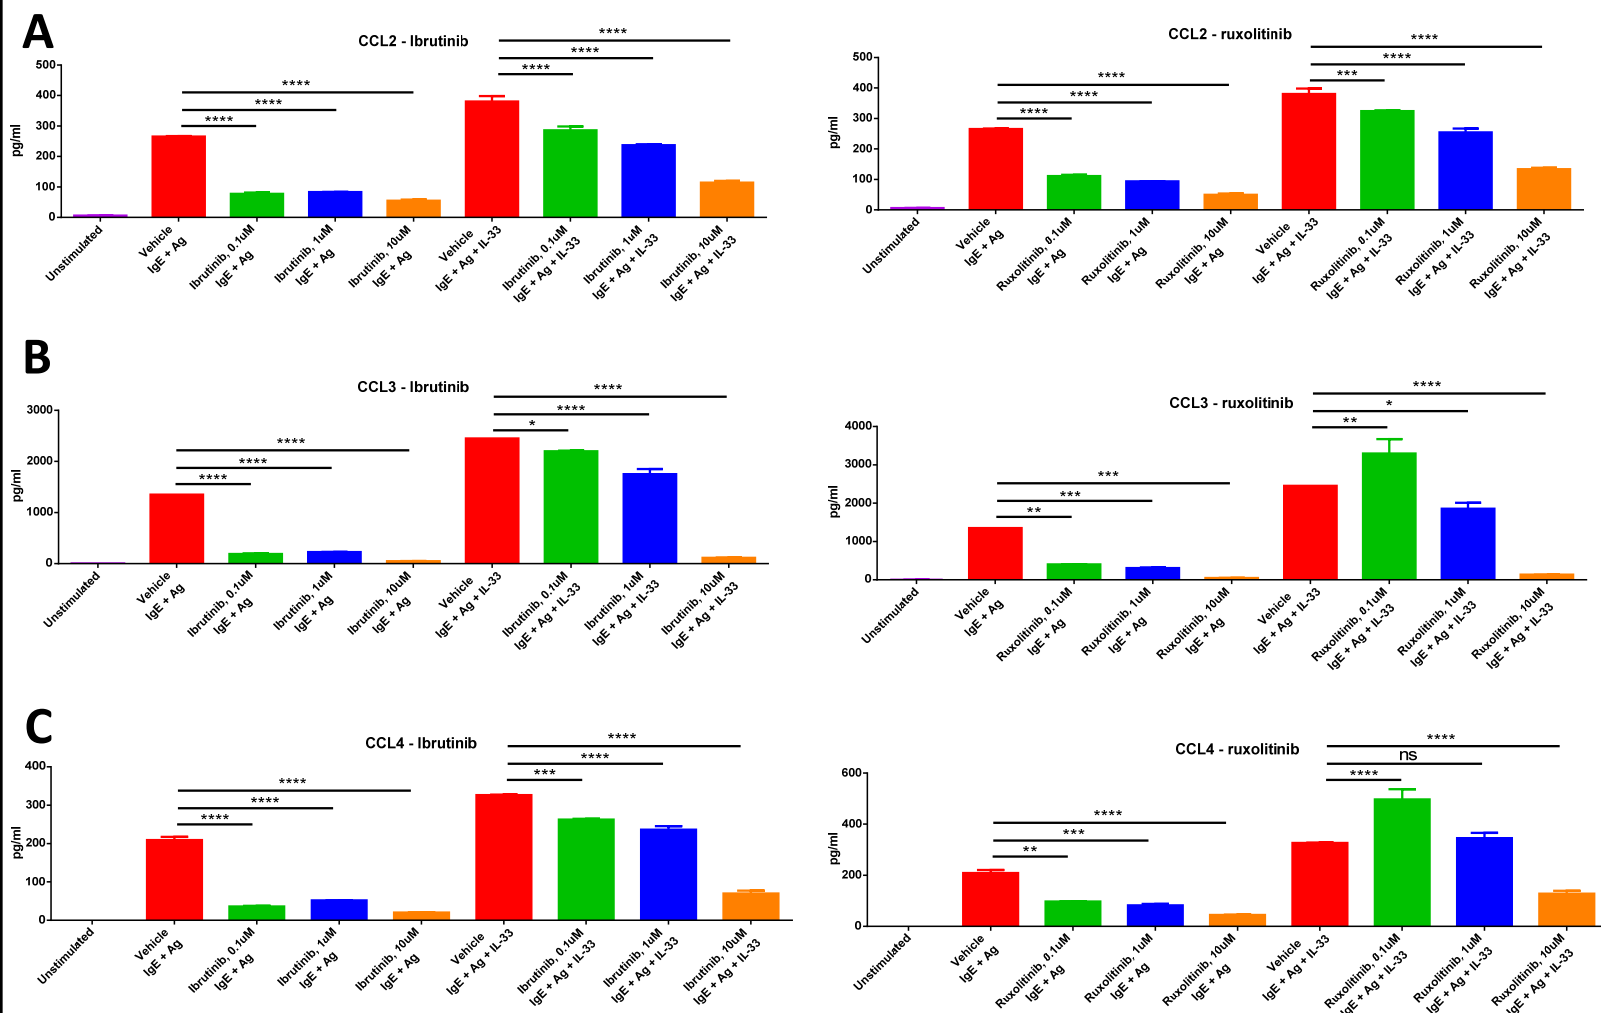 A
CCL2 - Ibrutinib
****
****
****
****
****
****
pg/ml
500
400
300
200
100
0
Unstimulated
Vehicle
IgE + Ag
Ibrutinib, 0.1uM
IgE + Ag
Ibrutinib, 1uM
IgE + Ag
Ibrutinib, 10uM
IgE + Ag
Vehicle
IgE + Ag + IL-33
Ibrutinib, 0.1uM
IgE + Ag + IL-33
Ibrutinib, 1uM
IgE + Ag + IL-33
Ibrutinib, 10uM
IgE + Ag + IL-33
CCL2 - ruxolitinib
****
****
***
****
****
****
pg/ml
500
400
300
200
100
0
Unstimulated
Vehicle
IgE + Ag
Ruxolitinib, 0.1uM
IgE + Ag
Ruxolitinib, 1uM
IgE + Ag
Ruxolitinib, 10uM
IgE + Ag
Vehicle
IgE + Ag + IL-33
Ruxolitinib, 0.1uM
IgE + Ag + IL-33
Ruxolitinib, 1uM
IgE + Ag + IL-33
Ruxolitinib, 10uM
IgE + Ag + IL-33
B
CCL3 - Ibrutinib
****
****
*
****
****
****
pg/ml
3000
2000
1000
0
Unstimulated
Vehicle
IgE + Ag
Ibrutinib, 0.1uM
IgE + Ag
Ibrutinib, 1uM
IgE + Ag
Ibrutinib, 10uM
IgE + Ag
Vehicle
IgE + Ag + IL-33
Ibrutinib, 0.1uM
IgE + Ag + IL-33
Ibrutinib, 1uM
IgE + Ag + IL-33
Ibrutinib, 10uM
IgE + Ag + IL-33
CCL3 - ruxolitinib
****
*
**
***
***
**
pg/ml
4000
3000
2000
1000
0
Unstimulated
Vehicle
IgE + Ag
Ruxolitinib, 0.1uM
IgE + Ag
Ruxolitinib, 1uM
IgE + Ag
Ruxolitinib, 10uM
IgE + Ag
Vehicle
IgE + Ag + IL-33
Ruxolitinib, 0.1uM
IgE + Ag + IL-33
Ruxolitinib, 1uM
IgE + Ag + IL-33
Ruxolitinib, 10uM
IgE + Ag + IL-33
C
CCL4 - Ibrutinib
****
****
***
****
****
****
pg/ml
400
300
200
100
0
Unstimulated
Vehicle
IgE + Ag
Ibrutinib, 0.1uM
IgE + Ag
Ibrutinib, 1uM
IgE + Ag
Ibrutinib, 10uM
IgE + Ag
Vehicle
IgE + Ag + IL-33
Ibrutinib, 0.1uM
IgE + Ag + IL-33
Ibrutinib, 1uM
IgE + Ag + IL-33
Ibrutinib, 10uM
IgE + Ag + IL-33
CCL4 - ruxolitinib
****
ns
****
****
***
**
pg/ml
600
400
200
0
Unstimulated
Vehicle
IgE + Ag
Ruxolitinib, 0.1uM
IgE + Ag
Ruxolitinib, 1uM
IgE + Ag
Ruxolitinib, 10uM
IgE + Ag
Vehicle
IgE + Ag + IL-33
Ruxolitinib, 0.1uM
IgE + Ag + IL-33
Ruxolitinib, 1uM
IgE + Ag + IL-33
Ruxolitinib, 10uM
IgE + Ag + IL-33